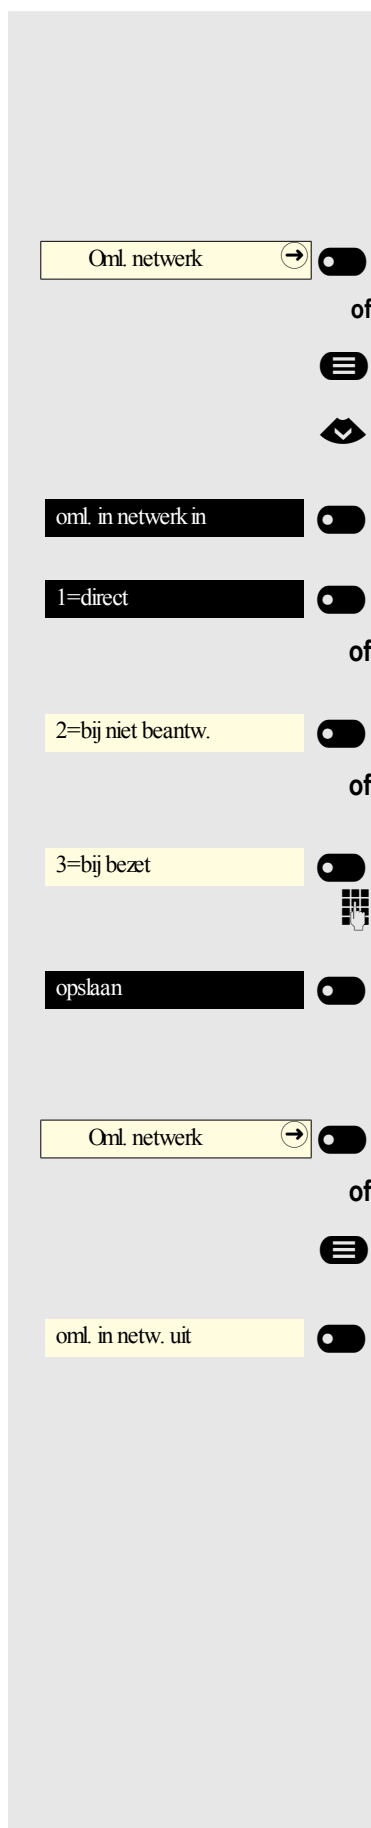 Oml. netwerk
of
oml. in netwerk in
1=direct
of
2=bij niet beantw.
of
3=bij bezet
opslaan
Oml. netwerk
of
oml. in netw. uit